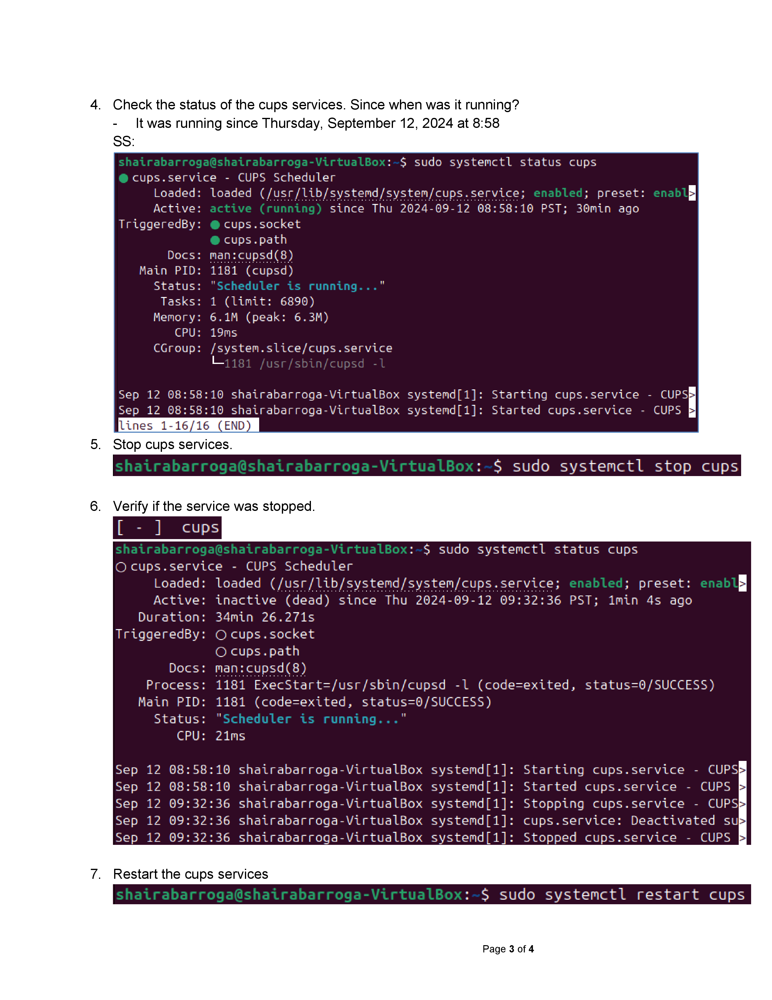 4. Check the status of the cups services. Since when was it running?
- It was running since Thursday, September 12, 2024 at 8:58
SS:
shairabarroga@shairabarroga-VirtualBox:~$ sudo systemctl status cups
● cups.service - CUPS Scheduler
Loaded: loaded (/usr/lib/systemd/system/cups.service; enabled; preset: enabl>
Active: active (running) since Thu 2024-09-12 08:58:10 PST; 30min ago
TriggeredBy: ● cups.socket
● cups.path
Docs: man:cupsd(8)
Main PID: 1181 (cupsd)
Status: "Scheduler is running..."
Tasks: 1 (limit: 6890)
Memory: 6.1M (peak: 6.3M)
CPU: 19ms
CGroup: /system.slice/cups.service
└─1181 /usr/sbin/cupsd -l
Sep 12 08:58:10 shairabarroga-VirtualBox systemd[1]: Starting cups.service - CUPS>
Sep 12 08:58:10 shairabarroga-VirtualBox systemd[1]: Started cups.service - CUPS >
lines 1-16/16 (END)
5. Stop cups services.
shairabarroga@shairabarroga-VirtualBox:~$ sudo systemctl stop cups
6. Verify if the service was stopped.
[ - ] cups
shairabarroga@shairabarroga-VirtualBox:~$ sudo systemctl status cups
○ cups.service - CUPS Scheduler
Loaded: loaded (/usr/lib/systemd/system/cups.service; enabled; preset: enabl>
Active: inactive (dead) since Thu 2024-09-12 09:32:36 PST; 1min 4s ago
Duration: 34min 26.271s
TriggeredBy: ○ cups.socket
○ cups.path
Docs: man:cupsd(8)
Process: 1181 ExecStart=/usr/sbin/cupsd -l (code=exited, status=0/SUCCESS)
Main PID: 1181 (code=exited, status=0/SUCCESS)
Status: "Scheduler is running..."
CPU: 21ms
Sep 12 08:58:10 shairabarroga-VirtualBox systemd[1]: Starting cups.service - CUPS>
Sep 12 08:58:10 shairabarroga-VirtualBox systemd[1]: Started cups.service - CUPS >
Sep 12 09:32:36 shairabarroga-VirtualBox systemd[1]: Stopping cups.service - CUPS>
Sep 12 09:32:36 shairabarroga-VirtualBox systemd[1]: cups.service: Deactivated su>
Sep 12 09:32:36 shairabarroga-VirtualBox systemd[1]: Stopped cups.service - CUPS >
7. Restart the cups services
shairabarroga@shairabarroga-VirtualBox:~$ sudo systemctl restart cups
Page 3 of 4